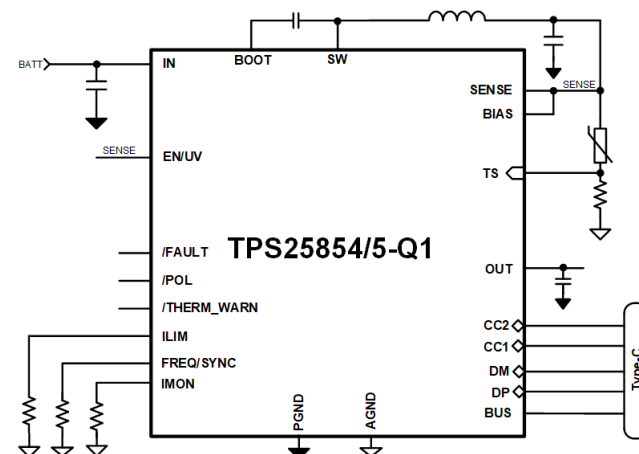 BOOT
SW
BATT
IN
SENSE
SENSE
BIAS
SENSE
EN/UV
TS
TPS25854/5-Q1
/FAULT
/POL
/THERM_WARN
OUT
ILIM
FREQ/SYNC
IMON
CC2
CC1
DM
DP
BUS
Type-C
PGND
AGND